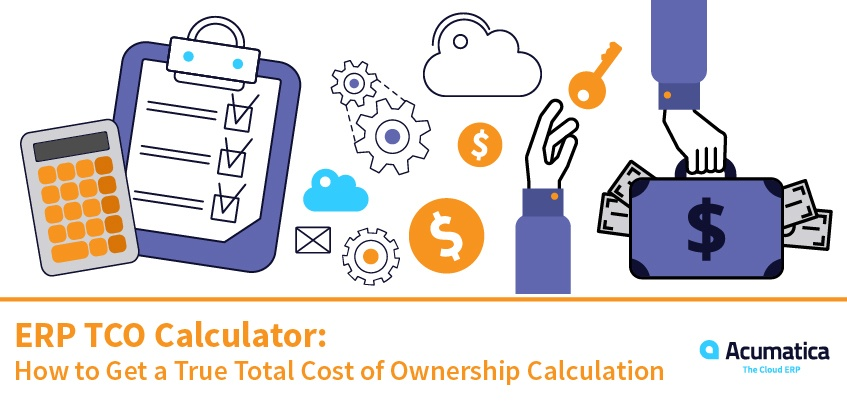 $
$
$
ERP TCO Calculator:
How to Get a True Total Cost of Ownership Calculation
Acumatica
The Cloud ERP